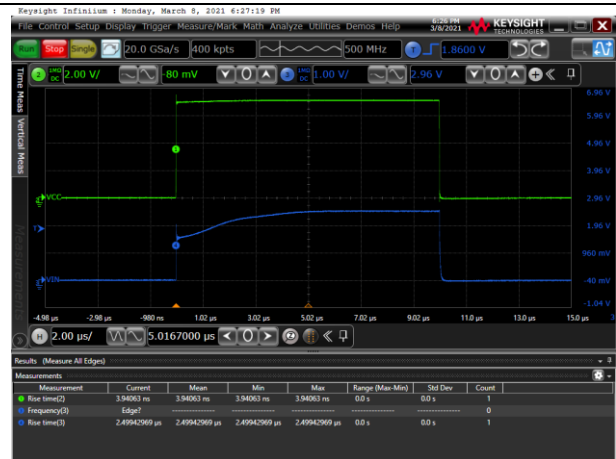 Keysight Infiniium : Monday, March 8, 2021 6:27:19 PM
File Control Setup Display Trigger Measure/Mark Math Analyze Utilities Demos Help
6:26 PM
3/8/2021
KEYSIGHT
TECHNOLOGIES
Run Stop Single 20.0 GSa/s 400 kpts 500 MHz 1.8600 V
2 1MΩ DC 2.00 V/ -80 mV 3 1MΩ DC 1.00 V/ 2.96 V
Time Meas
Vertical Meas
Measurements
6.96 V
5.96 V
4.96 V
3.96 V
VCC
2.96 V
1.96 V
T
960 mV
VIN
-40 mV
-1.04 V
-4.98 µs -2.98 µs -980 ns 1.02 µs 3.02 µs 5.02 µs 7.02 µs 9.02 µs 11.0 µs 13.0 µs 15.0 µs 3
H 2.00 µs/ 5.0167000 µs
Results (Measure All Edges)
Measurements
Measurement Current Mean Min Max Range (Max-Min) Std Dev Count
Rise time(2) 3.94063 ns 3.94063 ns 3.94063 ns 3.94063 ns 0.0 s 0.0 s 1
Frequency(3) Edge? 0
Rise time(3) 2.49942969 µs 2.49942969 µs 2.49942969 µs 2.49942969 µs 0.0 s 0.0 s 1